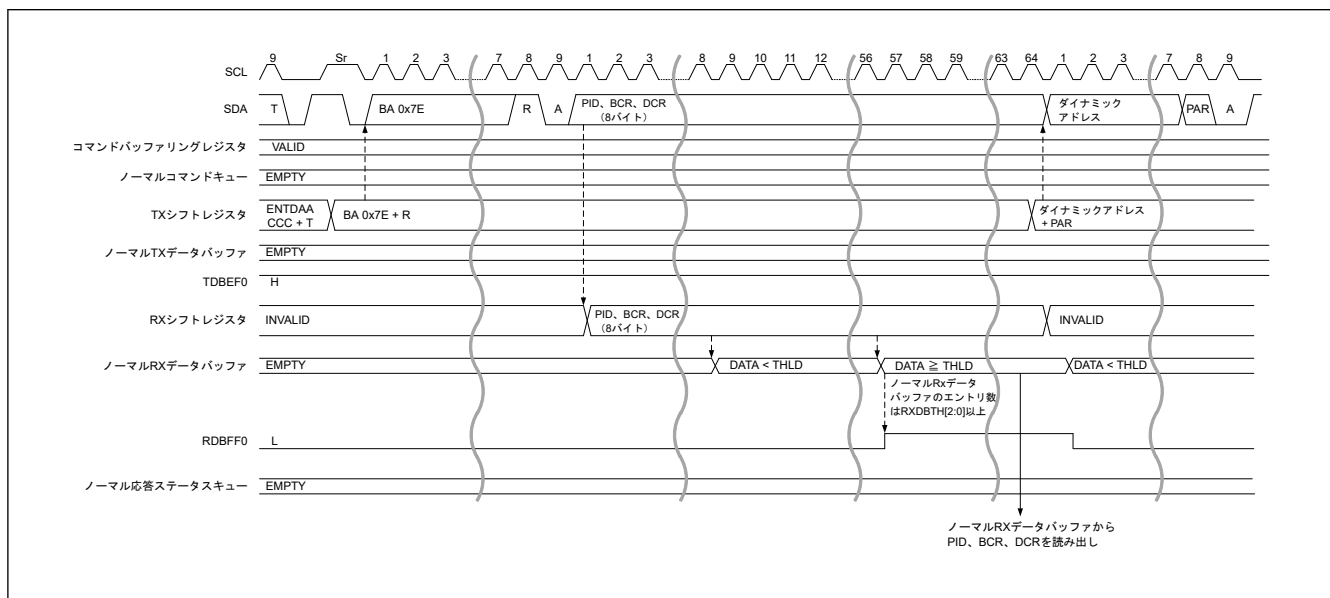 9 Sr 1 2 3 7 8 9 1 2 3 8 9 10 11 12 56 57 58 59 63 64 1 2 3 7 8 9
SCL
SDA T BA 0x7E R A PID、BCR、DCR
（8バイト）
ダイナミック
アドレス
PAR A
コマンドバッファリングレジスタ VALID
ノーマルコマンドキュー EMPTY
TXシフトレジスタ ENTDAA
CCC + T
BA 0x7E + R
ダイナミックアドレス
+ PAR
ノーマルTXデータバッファ EMPTY
TDBEF0 H
RXシフトレジスタ INVALID PID、BCR、DCR
（8バイト）
INVALID
ノーマルRXデータバッファ EMPTY DATA < THLD DATA ≧ THLD DATA < THLD
ノーマルRxデータ
バッファのエントリ数
はRXDBTH[2:0]以上
RDBFF0 L
ノーマル応答ステータスキュー EMPTY
ノーマルRXデータバッファから
PID、BCR、DCRを読み出し